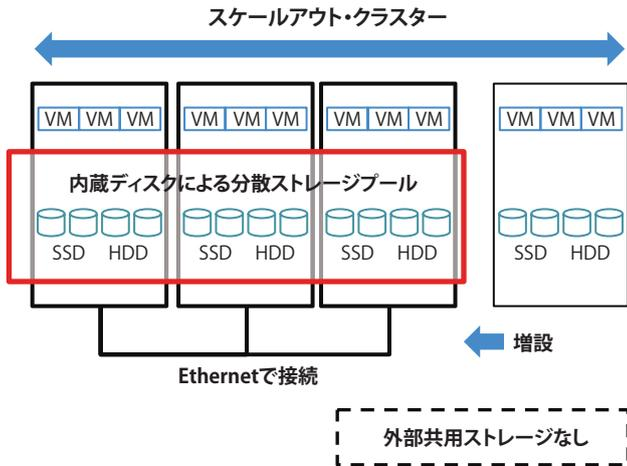 スケールアウト・クラスター
VM VM VM
VM VM VM
VM VM VM
VM VM VM
内蔵ディスクによる分散ストレージプール
SSD HDD
SSD HDD
SSD HDD
SSD HDD
増設
Ethernetで接続
外部共用ストレージなし